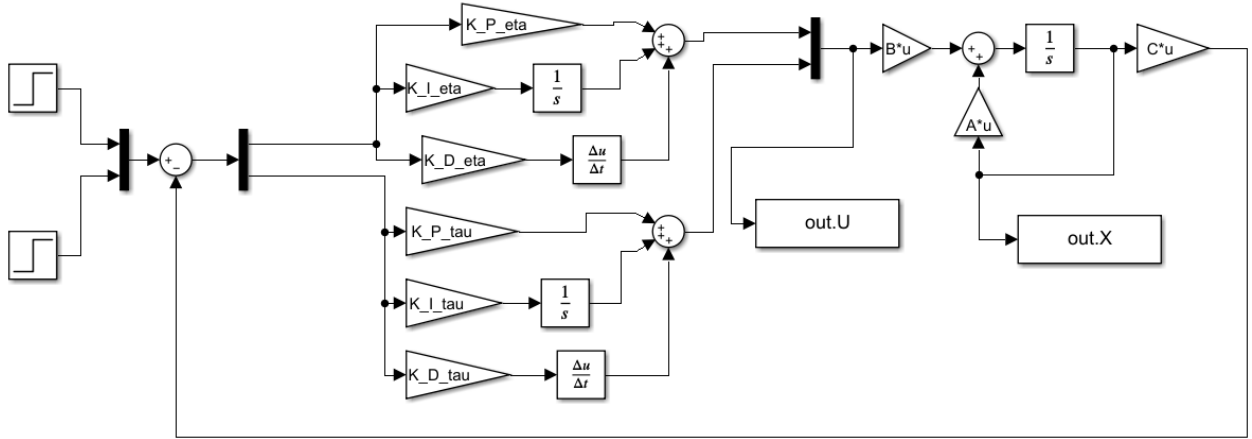 K_P_eta
+
+
+
K_I_eta
1
s
K_D_eta
Δu
Δt
+
−
K_P_tau
+
+
+
K_I_tau
1
s
K_D_tau
Δu
Δt
B*u
+
+
1
s
C*u
A*u
out.U
out.X